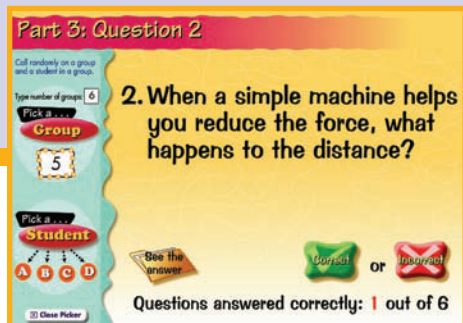 Part 3: Question 2
Call randomly on a group
and a student in a group.
Type number of groups: 6
Pick a . . .
Group
5
Pick a . . .
Student
A B C D
Close Picker
2. When a simple machine helps
you reduce the force, what
happens to the distance?
See the
answer
Correct or Incorrect
Questions answered correctly: 1 out of 6